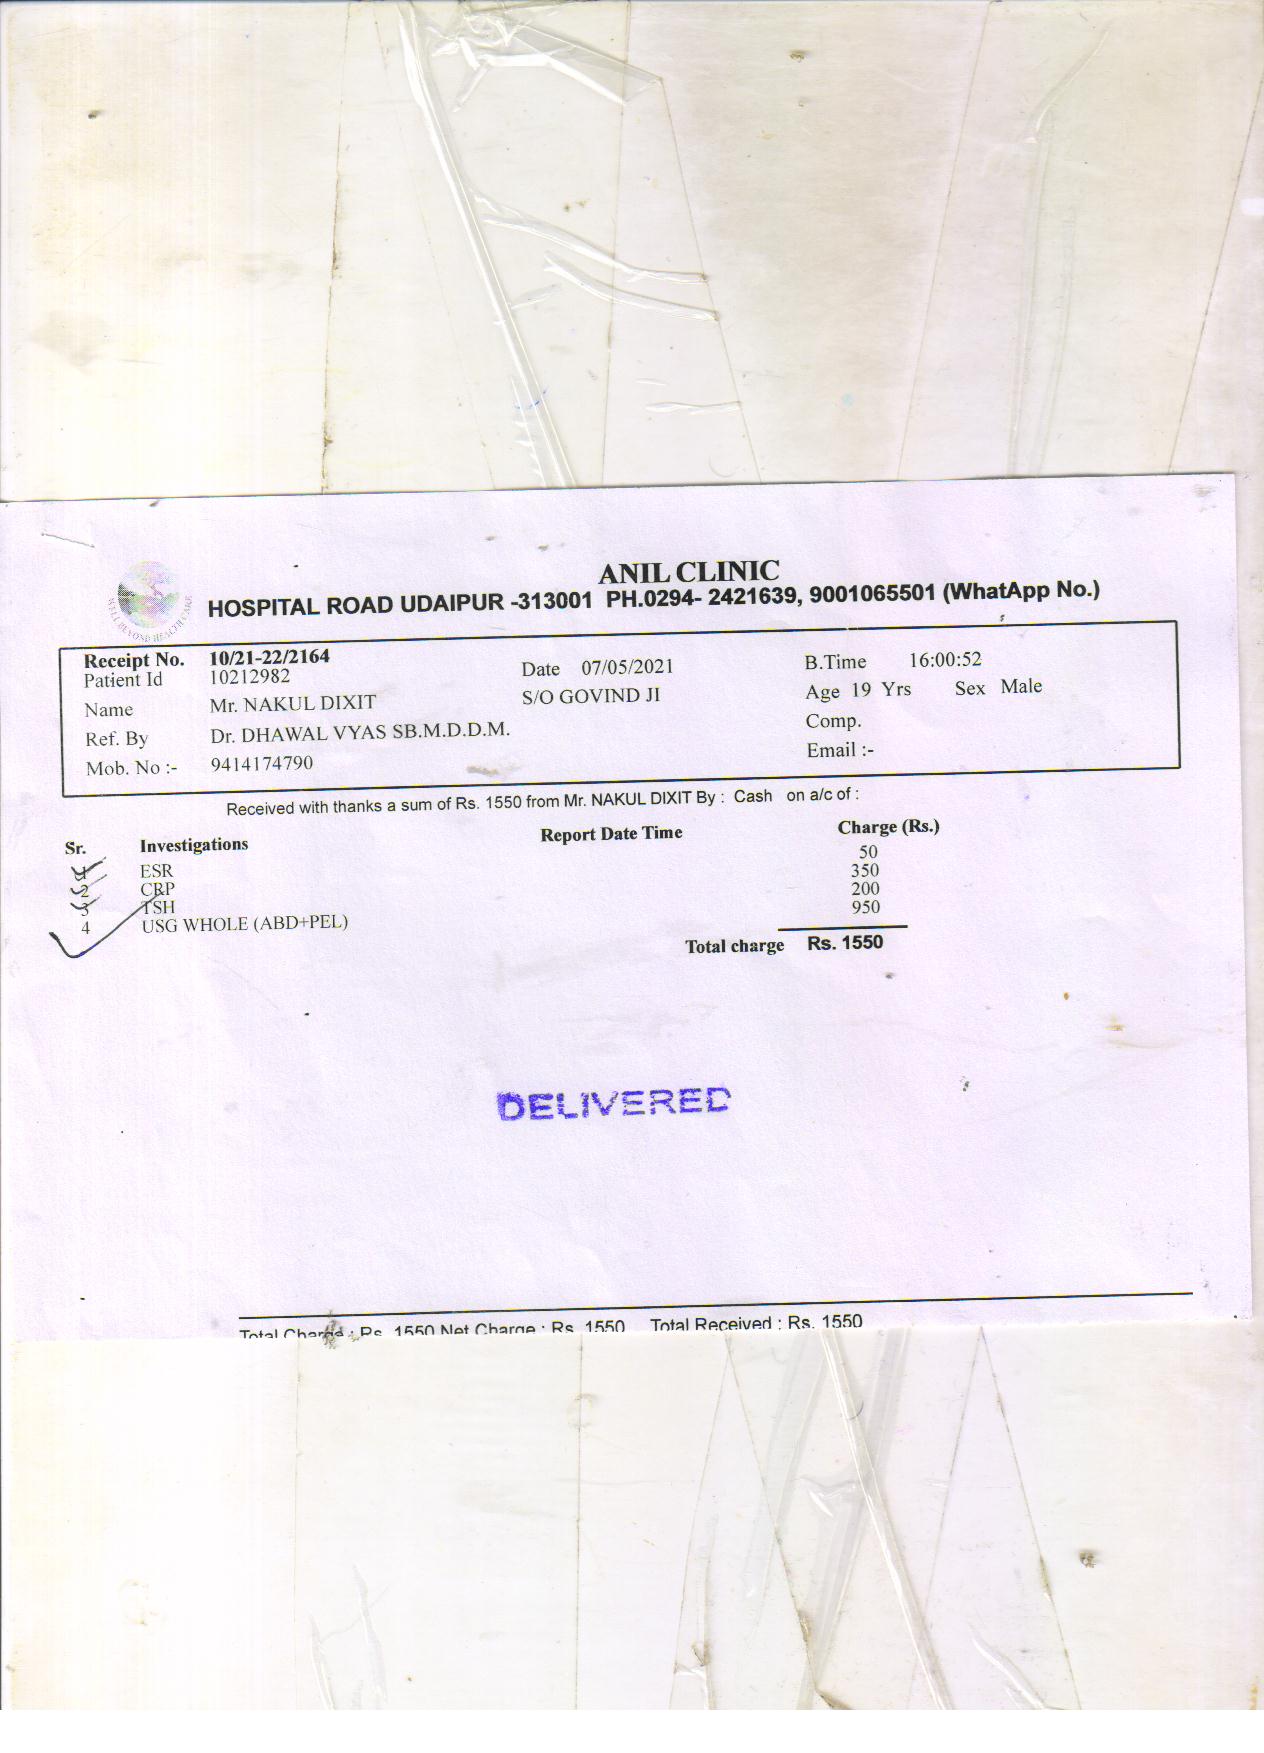 ANIL CLINIC
HOSPITAL ROAD UDAIPUR -313001 PH.0294- 2421639, 9001065501 (WhatApp No.)
Receipt No. 10/21-22/2164 Date 07/05/2021 B.Time 16:00:52
Patient Id 10212982 S/O GOVIND JI Age 19 Yrs Sex Male
Name Mr. NAKUL DIXIT Comp.
Ref. By Dr. DHAWAL VYAS SB.M.D.D.M. Email :-
Mob. No :- 9414174790
Received with thanks a sum of Rs. 1550 from Mr. NAKUL DIXIT By : Cash on a/c of :
Sr. Investigations Report Date Time Charge (Rs.)
1 ESR 50
2 CRP 350
3 TSH 200
4 USG WHOLE (ABD+PEL) 950
Total charge Rs. 1550
DELIVERED
Total Charge : Rs. 1550 Net Charge : Rs. 1550 Total Received : Rs. 1550